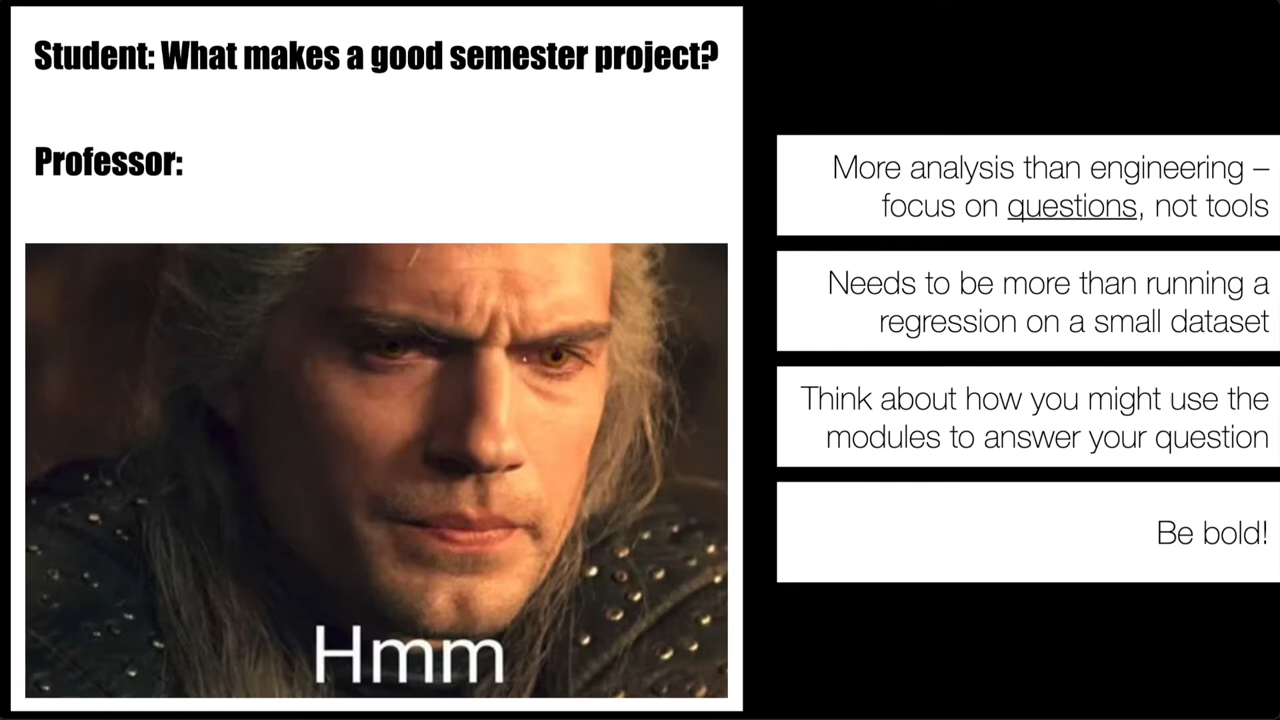 Student: What makes a good semester project?
Professor:
Hmm
More analysis than engineering –
focus on questions, not tools
Needs to be more than running a
regression on a small dataset
Think about how you might use the
modules to answer your question
Be bold!